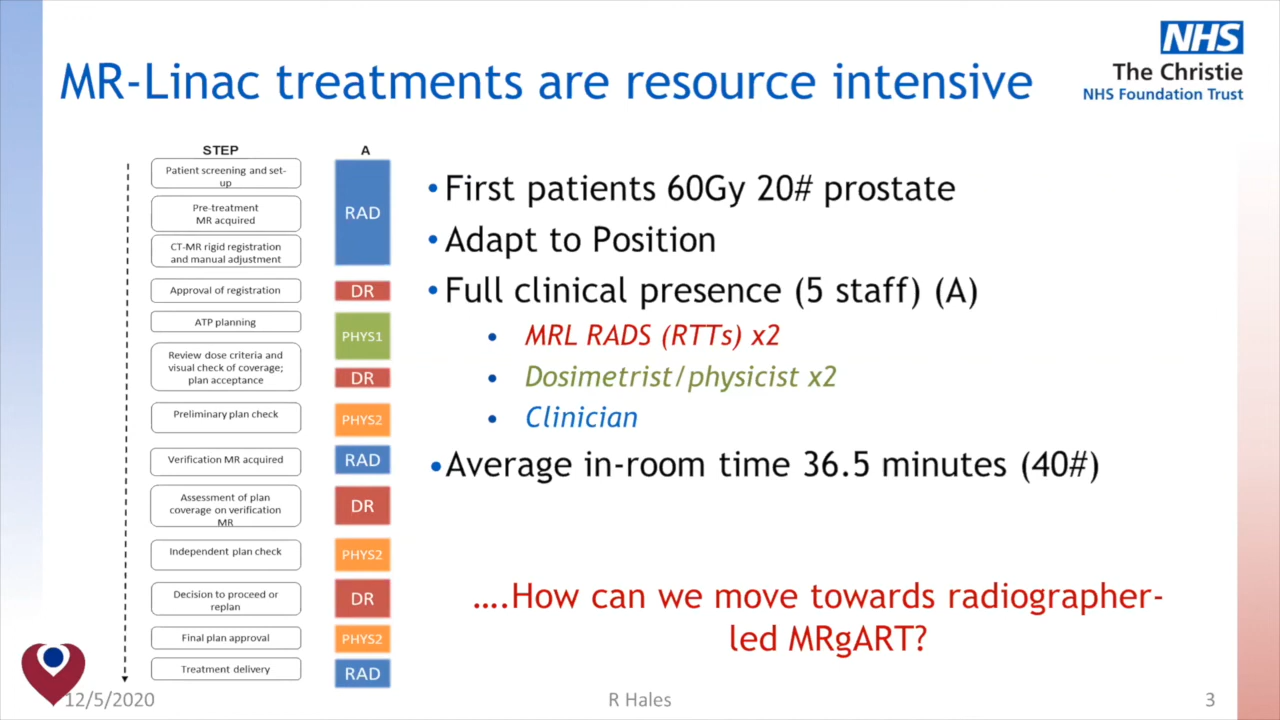 MR-Linac treatments are resource intensive
NHS
The Christie
NHS Foundation Trust
STEP
A
Patient screening and set-
up
RAD
Pre-treatment
MR acquired
CT-MR rigid registration
and manual adjustment
Approval of registration
DR
ATP planning
PHYS1
Review dose criteria and
visual check of coverage;
plan acceptance
DR
Preliminary plan check
PHYS2
Verification MR acquired
RAD
Assessment of plan
coverage on verification
MR
DR
Independent plan check
PHYS2
Decision to proceed or
replan
DR
Final plan approval
PHYS2
Treatment delivery
RAD
• First patients 60Gy 20# prostate
• Adapt to Position
• Full clinical presence (5 staff) (A)
• MRL RADS (RTTs) x2
• Dosimetrist/physicist x2
• Clinician
• Average in-room time 36.5 minutes (40#)
....How can we move towards radiographer-
led MRgART?
12/5/2020
R Hales
3